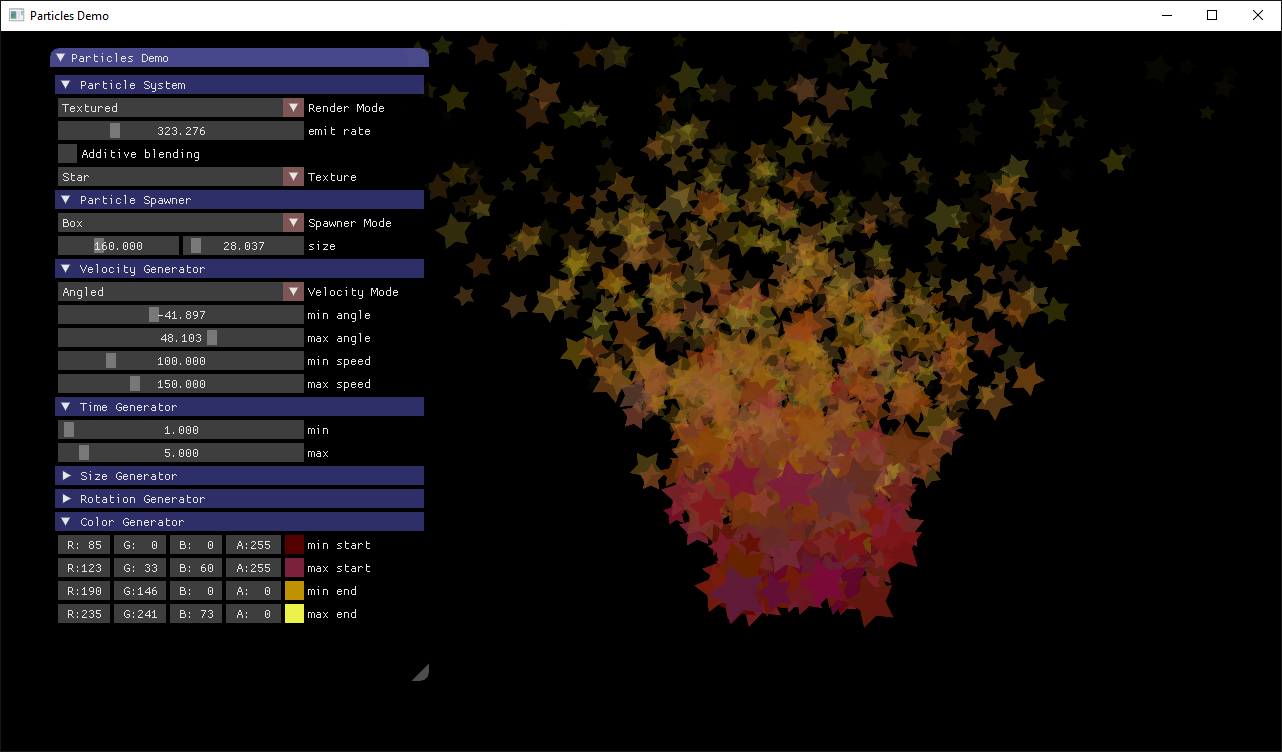 Particles Demo
Particles Demo
Particle System
Textured Render Mode
323.276 emit rate
Additive blending
Star Texture
Particle Spawner
Box Spawner Mode
160.000 28.037 size
Velocity Generator
Angled Velocity Mode
-41.897 min angle
48.103 max angle
100.000 min speed
150.000 max speed
Time Generator
1.000 min
5.000 max
Size Generator
Rotation Generator
Color Generator
R: 85 G: 0 B: 0 A:255 min start
R:123 G: 33 B: 60 A:255 max start
R:190 G:146 B: 0 A: 0 min end
R:235 G:241 B: 73 A: 0 max end